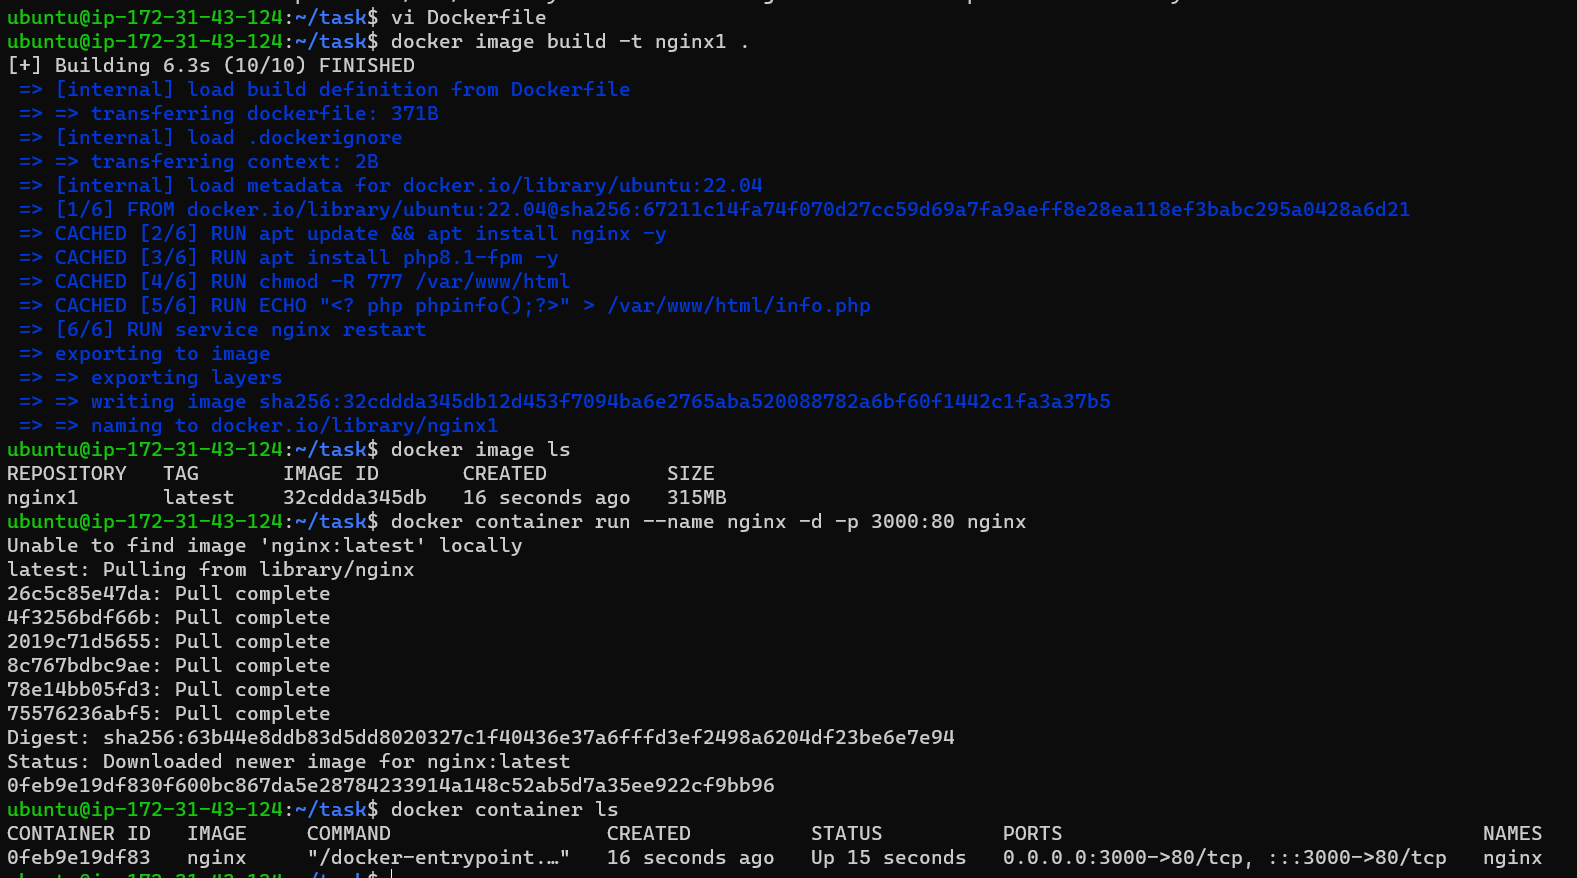 ubuntu@ip-172-31-43-124:~/task$ vi Dockerfile
ubuntu@ip-172-31-43-124:~/task$ docker image build -t nginx1 .
[+] Building 6.3s (10/10) FINISHED
 => [internal] load build definition from Dockerfile
 => => transferring dockerfile: 371B
 => [internal] load .dockerignore
 => => transferring context: 2B
 => [internal] load metadata for docker.io/library/ubuntu:22.04
 => [1/6] FROM docker.io/library/ubuntu:22.04@sha256:67211c14fa74f070d27cc59d69a7fa9aeff8e28ea118ef3babc295a0428a6d21
 => CACHED [2/6] RUN apt update && apt install nginx -y
 => CACHED [3/6] RUN apt install php8.1-fpm -y
 => CACHED [4/6] RUN chmod -R 777 /var/www/html
 => CACHED [5/6] RUN ECHO "<? php phpinfo();?>" > /var/www/html/info.php
 => [6/6] RUN service nginx restart
 => exporting to image
 => => exporting layers
 => => writing image sha256:32cddda345db12d453f7094ba6e2765aba520088782a6bf60f1442c1fa3a37b5
 => => naming to docker.io/library/nginx1
ubuntu@ip-172-31-43-124:~/task$ docker image ls
REPOSITORY   TAG       IMAGE ID       CREATED          SIZE
nginx1       latest    32cddda345db   16 seconds ago   315MB
ubuntu@ip-172-31-43-124:~/task$ docker container run --name nginx -d -p 3000:80 nginx
Unable to find image 'nginx:latest' locally
latest: Pulling from library/nginx
26c5c85e47da: Pull complete
4f3256bdf66b: Pull complete
2019c71d5655: Pull complete
8c767bdbc9ae: Pull complete
78e14bb05fd3: Pull complete
75576236abf5: Pull complete
Digest: sha256:63b44e8ddb83d5dd8020327c1f40436e37a6fffd3ef2498a6204df23be6e7e94
Status: Downloaded newer image for nginx:latest
0feb9e19df830f600bc867da5e28784233914a148c52ab5d7a35ee922cf9bb96
ubuntu@ip-172-31-43-124:~/task$ docker container ls
CONTAINER ID   IMAGE     COMMAND                  CREATED          STATUS          PORTS                                   NAMES
0feb9e19df83   nginx     "/docker-entrypoint.…"   16 seconds ago   Up 15 seconds   0.0.0.0:3000->80/tcp, :::3000->80/tcp   nginx
ubuntu@ip-172-31-43-124:~/task$